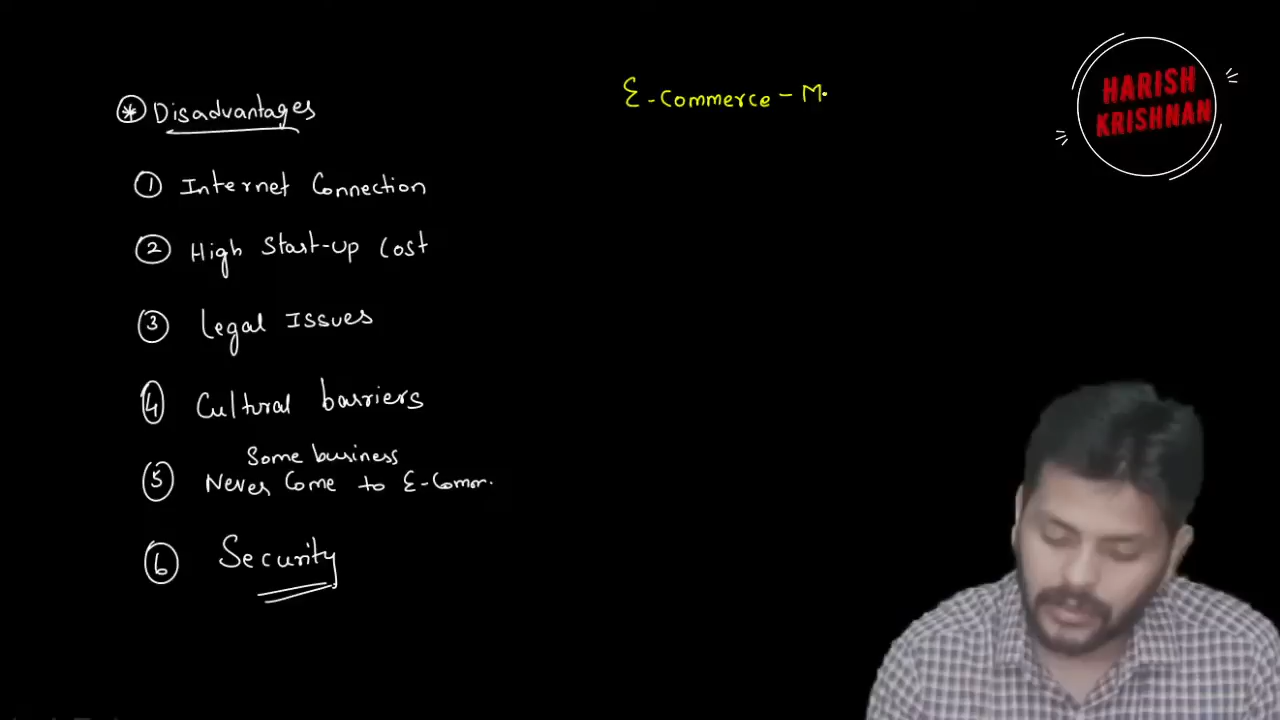 * Disadvantages
1 Internet Connection
2 High Start-up Cost
3 Legal Issues
4 Cultural barriers
Some business
5 Never Come to E-Comm.
6 Security
E-Commerce - M.
HARISH
KRISHNAN